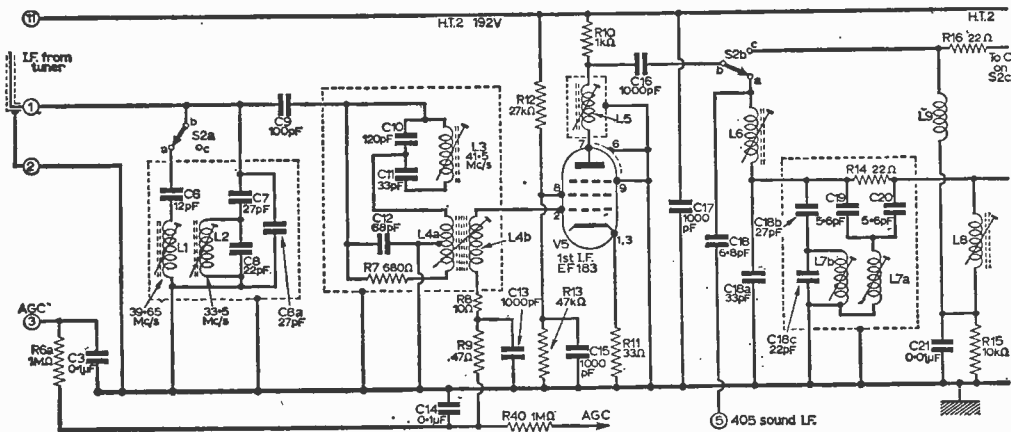 11
H.T.2 192V
H.T.2
I.F. from
tuner
1
2
AGC
3
R6a
1MΩ
C3
0·1µF
S2a
a
b
c
C6
12pF
L1
39·65
Mc/s
L2
33·5
Mc/s
C7
27pF
C8
22pF
C8a
27pF
C9
100pF
C10
120pF
C11
33pF
L3
41·5
Mc/s
C12
68pF
L4a
L4b
R7 680Ω
R8
10Ω
R9
47Ω
C13
1000pF
C14
0·1µF
R40 1MΩ
AGC
R12
27kΩ
R13
47kΩ
C15
1000
pF
R10
1kΩ
L5
C16
1000pF
7
6
8
9
2
1,3
V5
1st I.F.
EF183
R11
33Ω
C17
1000
pF
S2b
a
b
c
C18
6·8pF
5
405 sound I.F.
L6
C18a
33pF
C18b
27pF
C18c
22pF
L7b
L7a
C19
5·6pF
R14 22Ω
C20
5·6pF
R16 22Ω
To
C
on
S2c
L9
L8
C21
0·01µF
R15
10kΩ